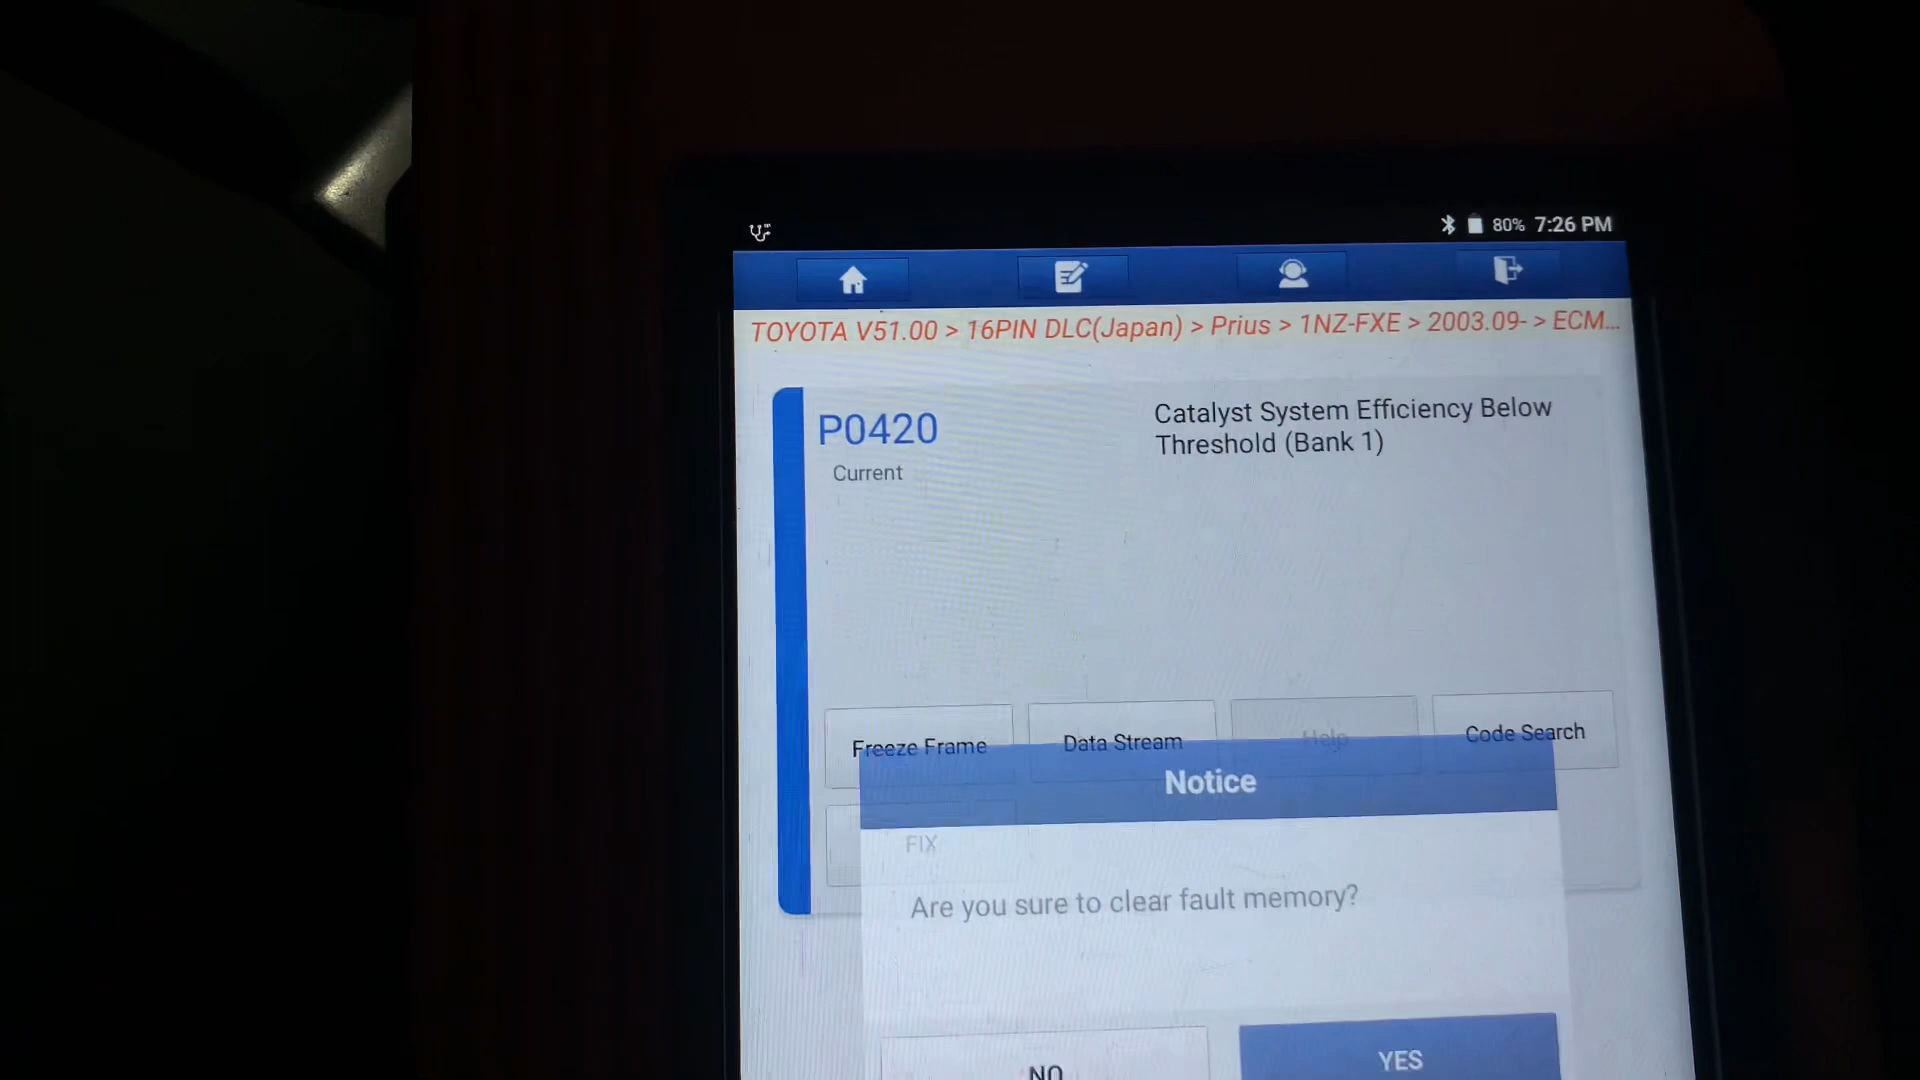 80% 7:26 PM
TOYOTA V51.00 > 16PIN DLC(Japan) > Prius > 1NZ-FXE > 2003.09- > ECM...
P0420
Current
Catalyst System Efficiency Below
Threshold (Bank 1)
Freeze Frame
Data Stream
Help
Code Search
Notice
FIX
Are you sure to clear fault memory?
NO
YES